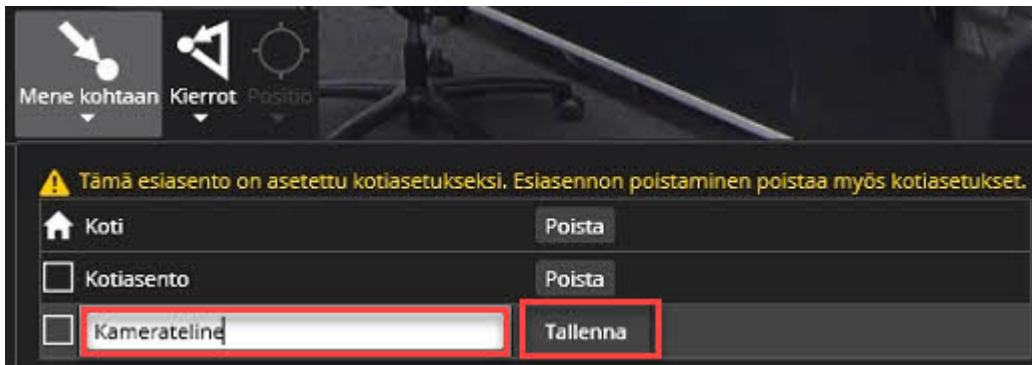 Mene kohtaan Kierrot Positio
Tämä esiasento on asetettu kotiasetukseksi. Esiasennon poistaminen poistaa myös kotiasetukset.
Koti Poista
Kotiasento Poista
Kamerateline Tallenna